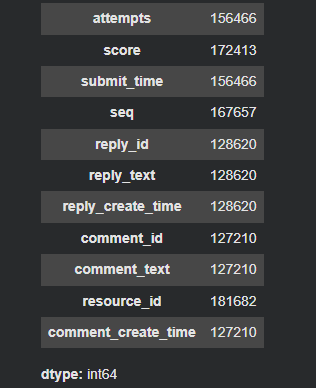 attempts 156466
score 172413
submit_time 156466
seq 167657
reply_id 128620
reply_text 128620
reply_create_time 128620
comment_id 127210
comment_text 127210
resource_id 181682
comment_create_time 127210
dtype: int64